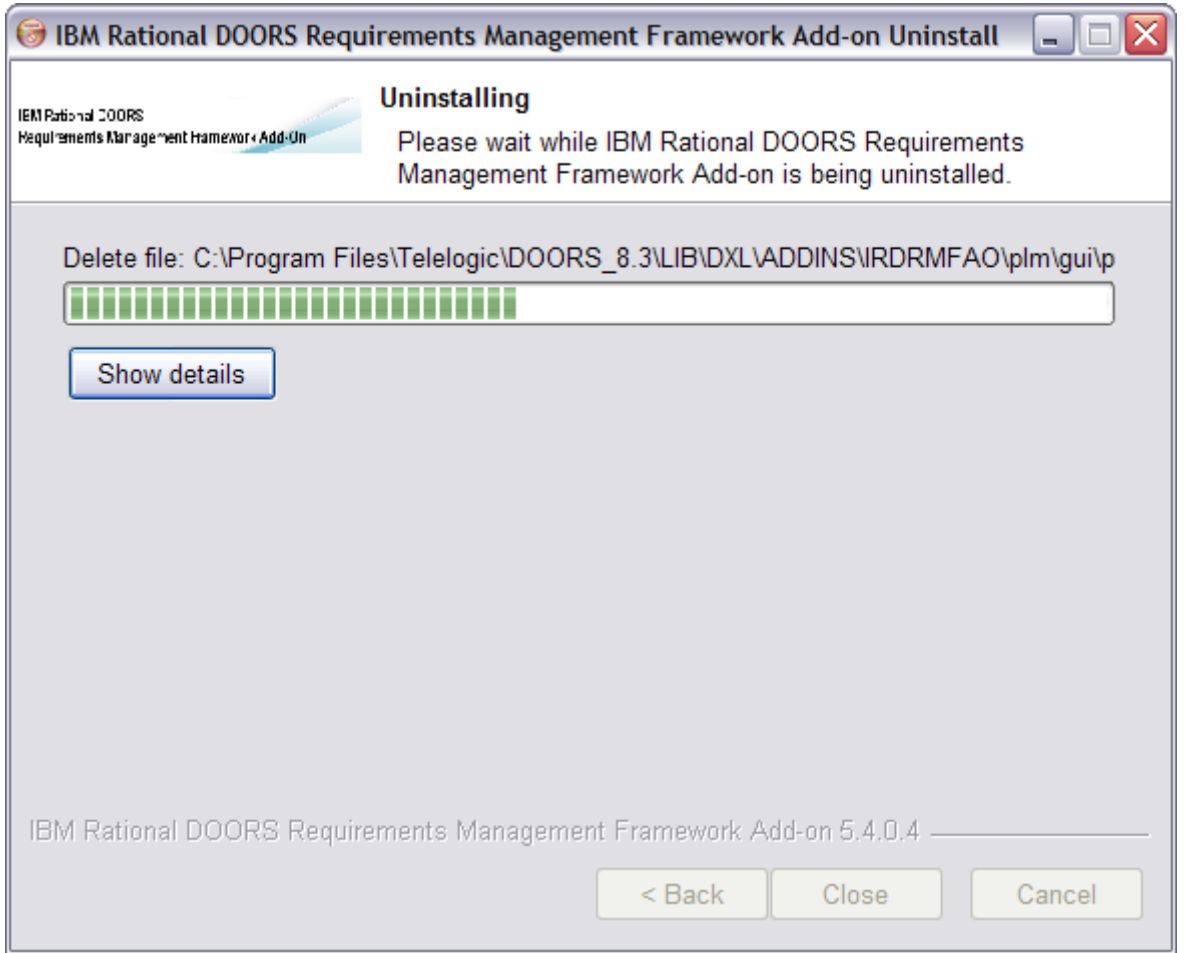 IBM Rational DOORS Requirements Management Framework Add-on Uninstall
IBM Rational DOORS
Requirements Management Framework Add-On
Uninstalling
Please wait while IBM Rational DOORS Requirements
Management Framework Add-on is being uninstalled.
Delete file: C:\Program Files\Telelogic\DOORS_8.3\LIB\DXL\ADDINS\IRDRMFAO\plm\gui\p
Show details
IBM Rational DOORS Requirements Management Framework Add-on 5.4.0.4
< Back
Close
Cancel